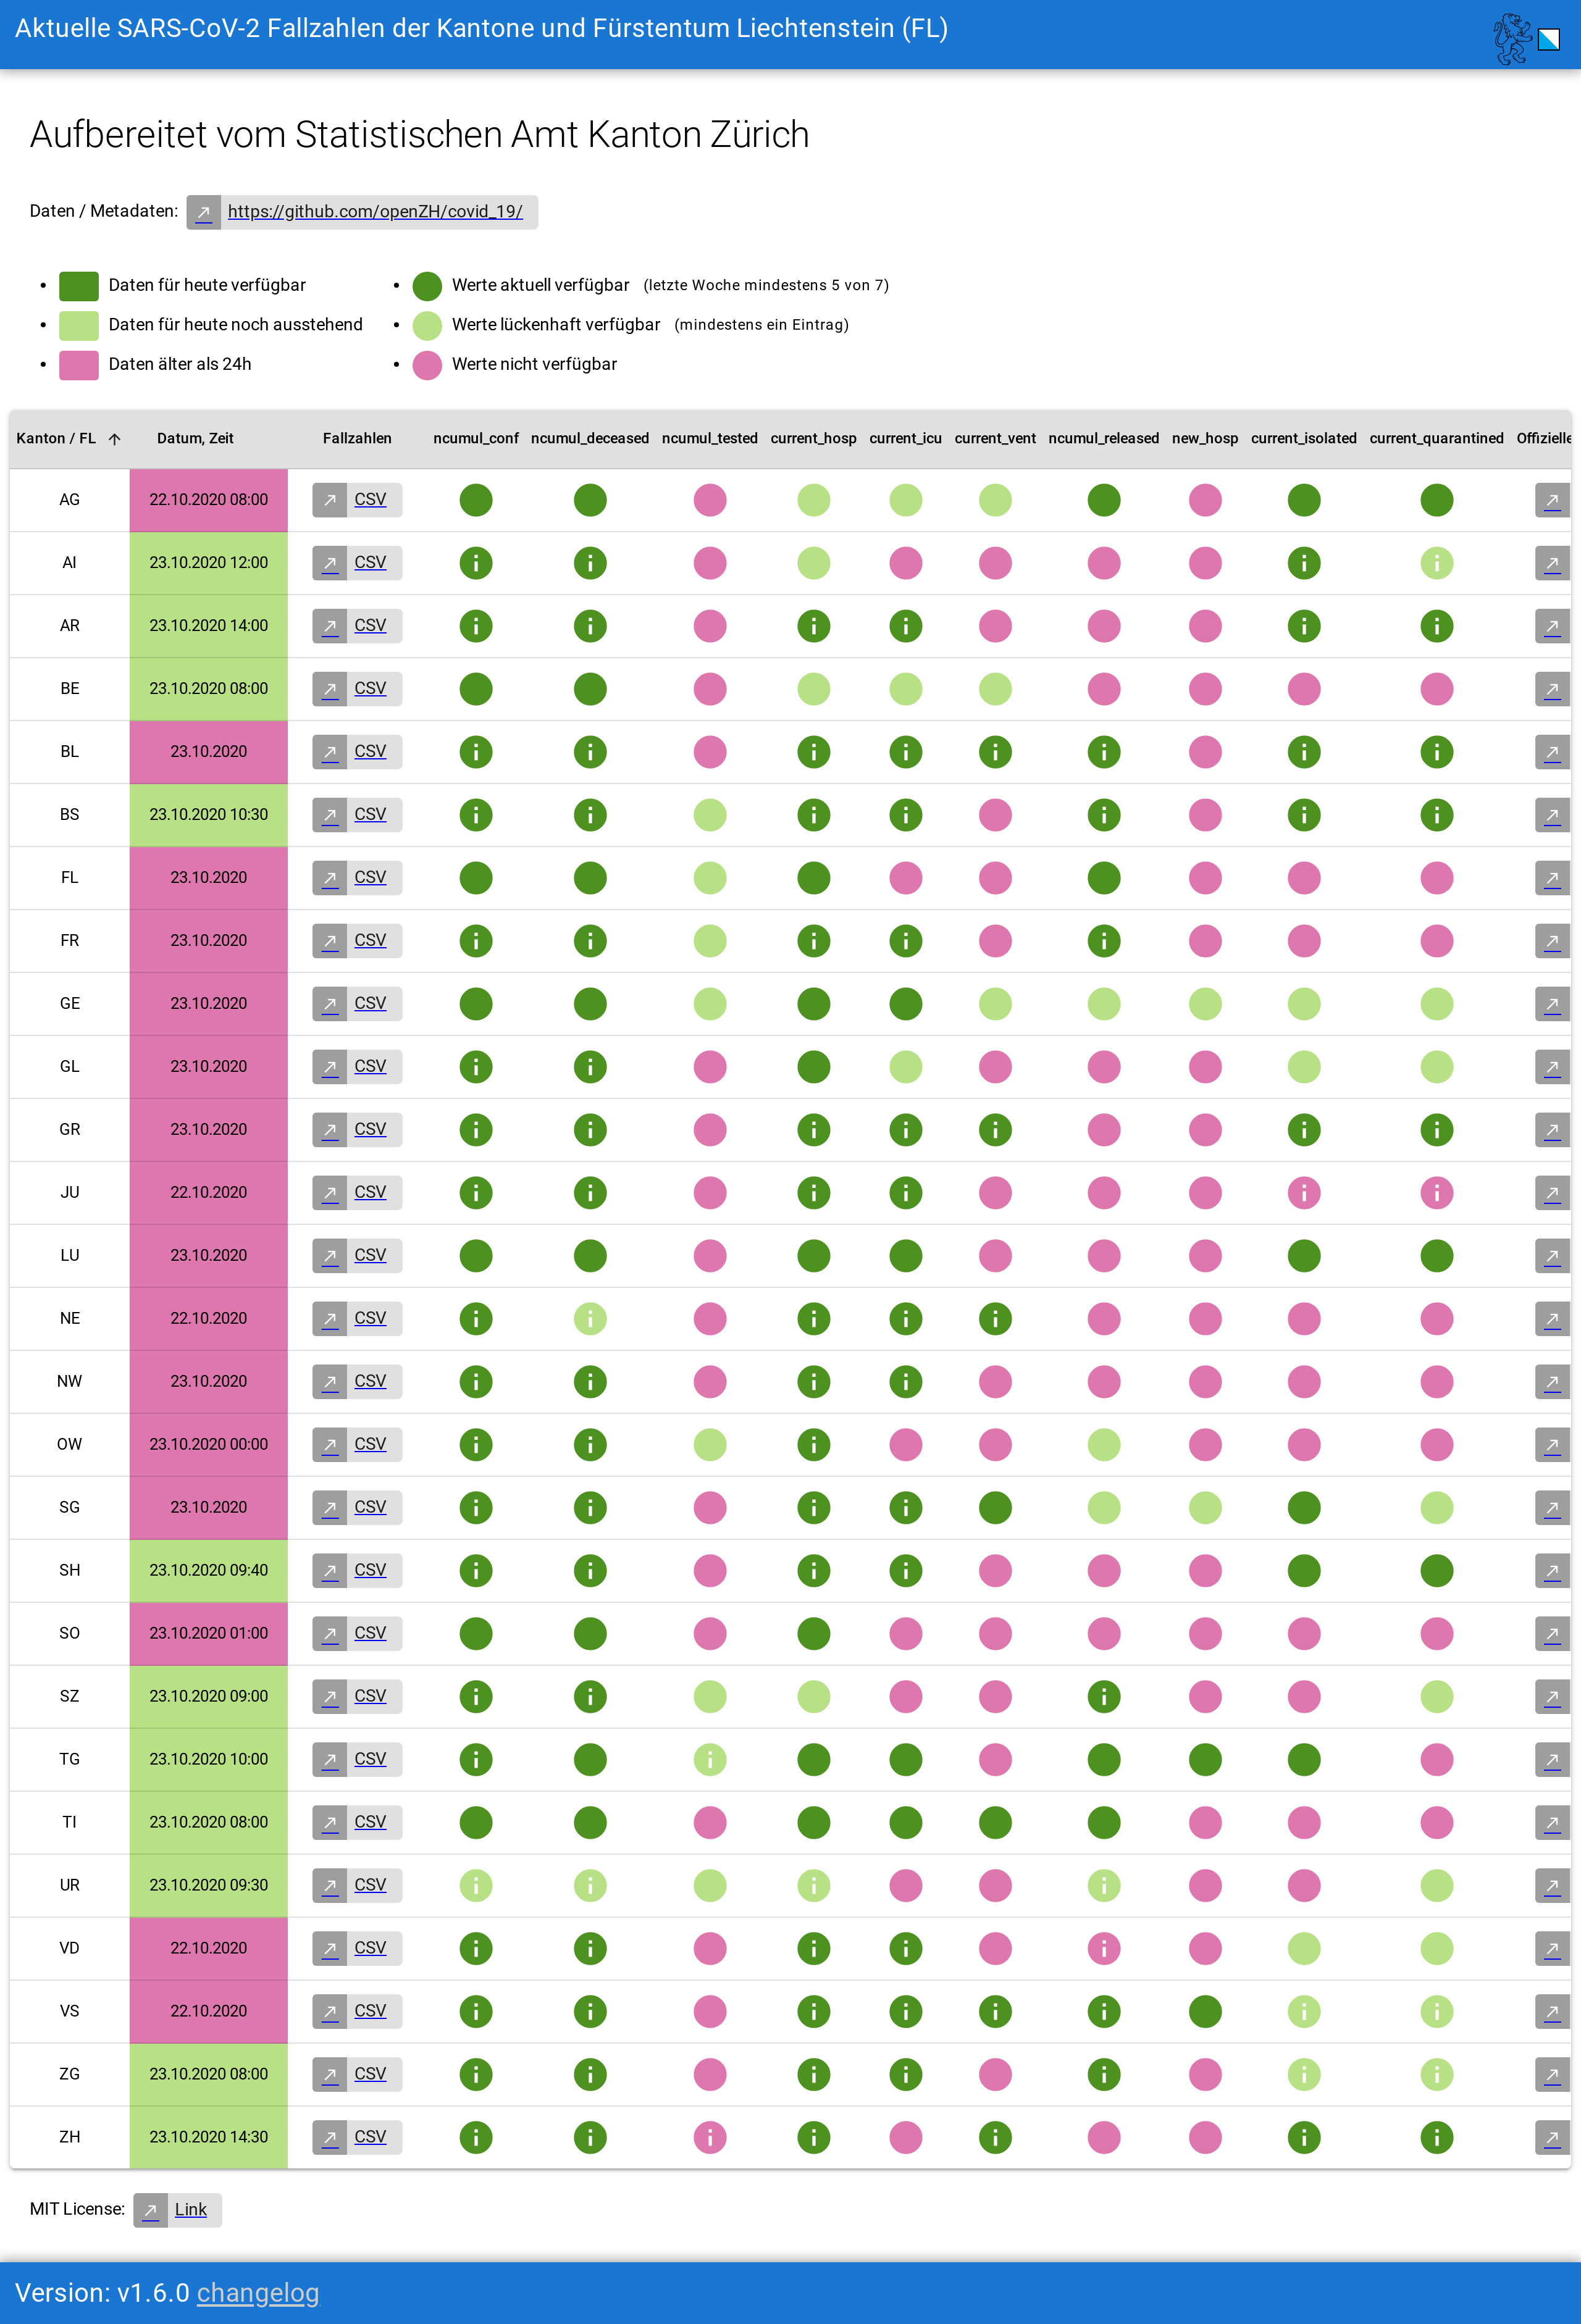 Aktuelle SARS-CoV-2 Fallzahlen der Kantone und Fürstentum Liechtenstein (FL)
Aufbereitet vom Statistischen Amt Kanton Zürich
Daten / Metadaten: https://github.com/openZH/covid_19/
Daten für heute verfügbar
Daten für heute noch ausstehend
Daten älter als 24h
Werte aktuell verfügbar (letzte Woche mindestens 5 von 7)
Werte lückenhaft verfügbar (mindestens ein Eintrag)
Werte nicht verfügbar
Kanton / FL Datum, Zeit Fallzahlen ncumul_conf ncumul_deceased ncumul_tested current_hosp current_icu current_vent ncumul_released new_hosp current_isolated current_quarantined Offizielle
AG 22.10.2020 08:00 CSV
AI 23.10.2020 12:00 CSV
AR 23.10.2020 14:00 CSV
BE 23.10.2020 08:00 CSV
BL 23.10.2020 CSV
BS 23.10.2020 10:30 CSV
FL 23.10.2020 CSV
FR 23.10.2020 CSV
GE 23.10.2020 CSV
GL 23.10.2020 CSV
GR 23.10.2020 CSV
JU 22.10.2020 CSV
LU 23.10.2020 CSV
NE 22.10.2020 CSV
NW 23.10.2020 CSV
OW 23.10.2020 00:00 CSV
SG 23.10.2020 CSV
SH 23.10.2020 09:40 CSV
SO 23.10.2020 01:00 CSV
SZ 23.10.2020 09:00 CSV
TG 23.10.2020 10:00 CSV
TI 23.10.2020 08:00 CSV
UR 23.10.2020 09:30 CSV
VD 22.10.2020 CSV
VS 22.10.2020 CSV
ZG 23.10.2020 08:00 CSV
ZH 23.10.2020 14:30 CSV
MIT License: Link
Version: v1.6.0 changelog